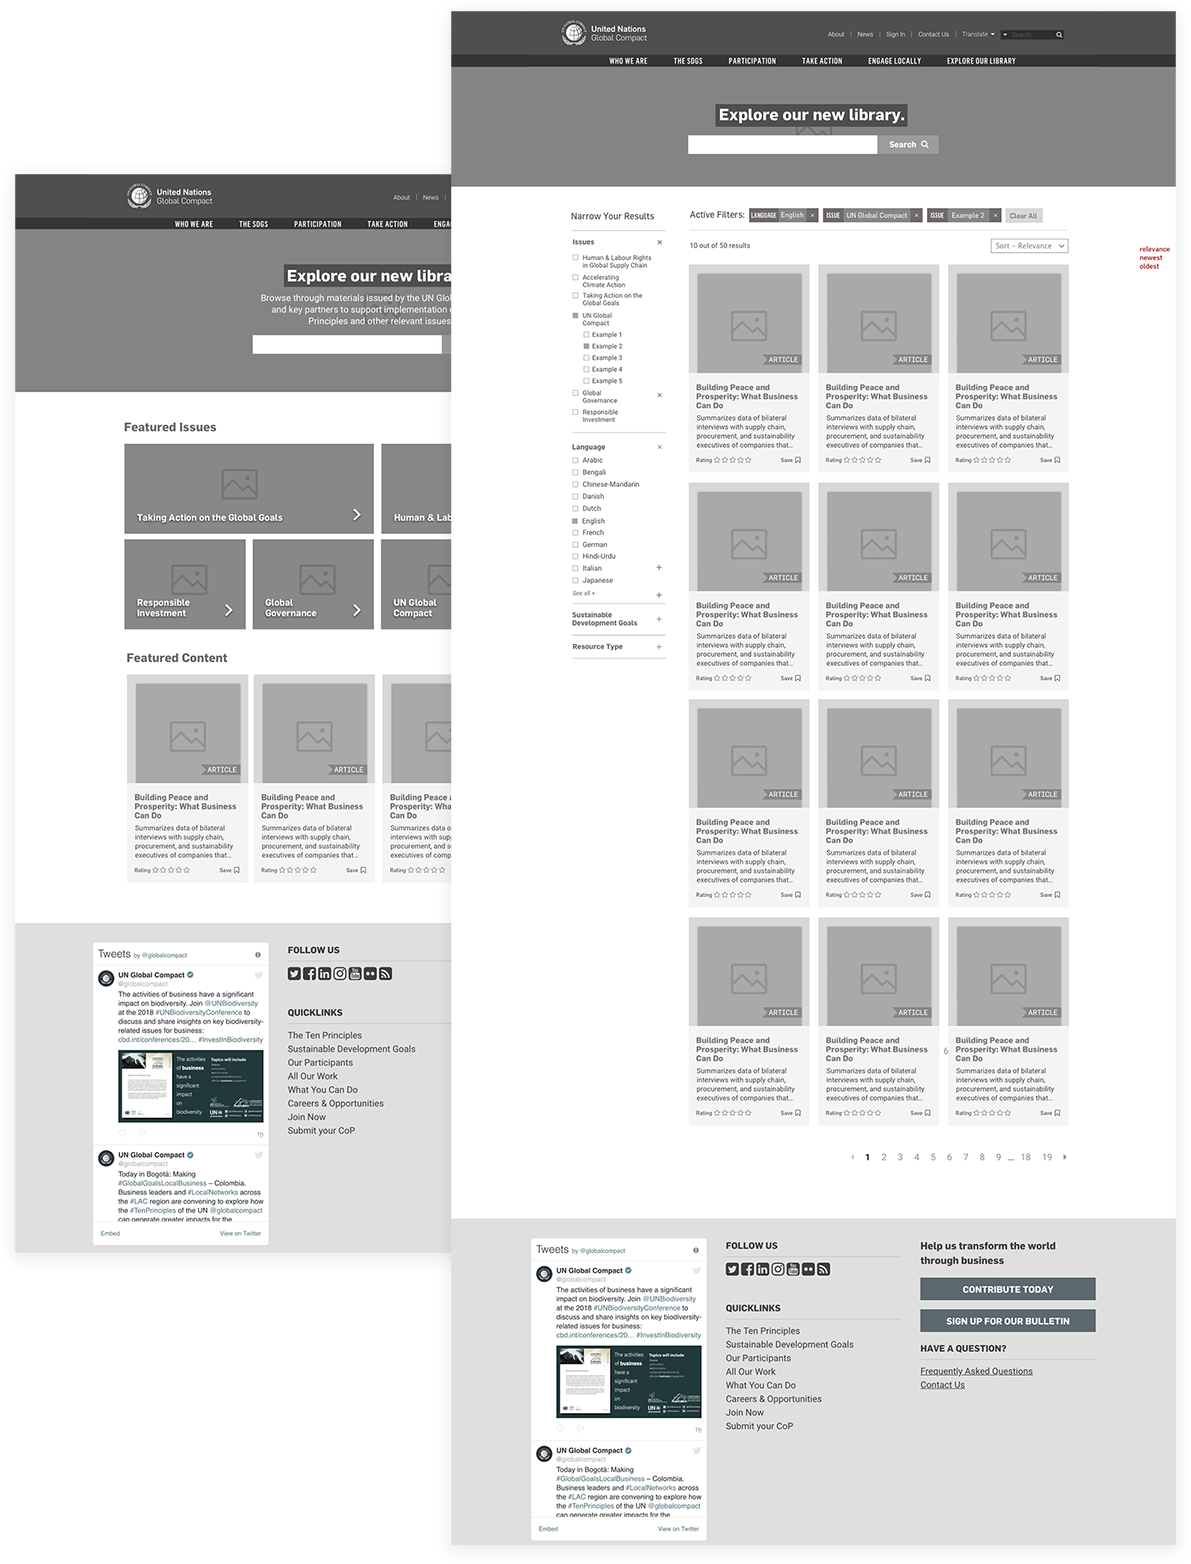 United Nations
Global Compact
About | News |
WHO WE ARE THE SDGS PARTICIPATION TAKE ACTION ENGA
Explore our new libra
Browse through materials issued by the UN Glo
and key partners to support implementation
Principles and other relevant issues
Featured Issues
Taking Action on the Global Goals
Human & Lab
Responsible
Investment
Global
Governance
UN Global
Compact
Featured Content
ARTICLE
Building Peace and
Prosperity: What Business
Can Do
Summarizes data of bilateral
interviews with supply chain,
procurement, and sustainability
executives of companies that...
Rating Save
ARTICLE
Building Peace and
Prosperity: What Business
Can Do
Summarizes data of bilateral
interviews with supply chain,
procurement, and sustainability
executives of companies that...
Rating Save
Building Peace a
Prosperity: What
Can Do
Summarizes data of
interviews with supp
procurement, and s
executives of compa
Rating
Tweets by @globalcompact
UN Global Compact
@globalcompact
The activities of business have a significant
impact on biodiversity. Join @UNBiodiversity
at the 2018 #UNBiodiversityConference to
discuss and share insights on key biodiversity-
related issues for business:
cbd.int/conferences/20... #InvestInBiodiversity
The activities
of business
have a
significant
impact
on
biodiversity
Topics will include
UN
1h
UN Global Compact
@globalcompact
Today in Bogotá: Making
#GlobalGoalsLocalBusiness – Colombia.
Business leaders and #LocalNetworks across
the #LAC region are convening to explore how
the #TenPrinciples of the UN @globalcompact
can generate greater impacts for the
Embed View on Twitter
FOLLOW US
QUICKLINKS
The Ten Principles
Sustainable Development Goals
Our Participants
All Our Work
What You Can Do
Careers & Opportunities
Join Now
Submit your CoP
United Nations
Global Compact
About | News | Sign In | Contact Us | Translate Search
WHO WE ARE THE SDGS PARTICIPATION TAKE ACTION ENGAGE LOCALLY EXPLORE OUR LIBRARY
Explore our new library.
Search
Narrow Your Results
Issues ×
Human & Labour Rights
in Global Supply Chain
Accelerating
Climate Action
Taking Action on the
Global Goals
UN Global
Compact
Example 1
Example 2
Example 3
Example 4
Example 5
Global
Governance ×
Responsible
Investment
Language ×
Arabic
Bengali
Chinese-Mandarin
Danish
Dutch
English
French
German
Hindi-Urdu
Italian +
Japanese
See all + +
Sustainable
Development Goals +
Resource Type +
Active Filters: LANGUAGE English × ISSUE UN Global Compact × ISSUE Example 2 × Clear All
10 out of 50 results
Sort - Relevance
relevance
newest
oldest
ARTICLE ARTICLE ARTICLE
Building Peace and Building Peace and Building Peace and
Prosperity: What Business Prosperity: What Business Prosperity: What Business
Can Do Can Do Can Do
Summarizes data of bilateral Summarizes data of bilateral Summarizes data of bilateral
interviews with supply chain, interviews with supply chain, interviews with supply chain,
procurement, and sustainability procurement, and sustainability procurement, and sustainability
executives of companies that... executives of companies that... executives of companies that...
Rating Save Rating Save Rating Save
ARTICLE ARTICLE ARTICLE
Building Peace and Building Peace and Building Peace and
Prosperity: What Business Prosperity: What Business Prosperity: What Business
Can Do Can Do Can Do
Summarizes data of bilateral Summarizes data of bilateral Summarizes data of bilateral
interviews with supply chain, interviews with supply chain, interviews with supply chain,
procurement, and sustainability procurement, and sustainability procurement, and sustainability
executives of companies that... executives of companies that... executives of companies that...
Rating Save Rating Save Rating Save
ARTICLE ARTICLE ARTICLE
Building Peace and Building Peace and Building Peace and
Prosperity: What Business Prosperity: What Business Prosperity: What Business
Can Do Can Do Can Do
Summarizes data of bilateral Summarizes data of bilateral Summarizes data of bilateral
interviews with supply chain, interviews with supply chain, interviews with supply chain,
procurement, and sustainability procurement, and sustainability procurement, and sustainability
executives of companies that... executives of companies that... executives of companies that...
Rating Save Rating Save Rating Save
ARTICLE ARTICLE ARTICLE
Building Peace and Building Peace and Building Peace and
Prosperity: What Business Prosperity: What Business 6 Prosperity: What Business
Can Do Can Do Can Do
Summarizes data of bilateral Summarizes data of bilateral Summarizes data of bilateral
interviews with supply chain, interviews with supply chain, interviews with supply chain,
procurement, and sustainability procurement, and sustainability procurement, and sustainability
executives of companies that... executives of companies that... executives of companies that...
Rating Save Rating Save Rating Save
1 2 3 4 5 6 7 8 9 ... 18 19
Tweets by @globalcompact
UN Global Compact
@globalcompact
The activities of business have a significant
impact on biodiversity. Join @UNBiodiversity
at the 2018 #UNBiodiversityConference to
discuss and share insights on key biodiversity-
related issues for business:
cbd.int/conferences/20... #InvestInBiodiversity
The activities
of business
have a
significant
impact
on
biodiversity
Topics will include
UN
1h
UN Global Compact
@globalcompact
Today in Bogotá: Making
#GlobalGoalsLocalBusiness – Colombia.
Business leaders and #LocalNetworks across
the #LAC region are convening to explore how
the #TenPrinciples of the UN @globalcompact
can generate greater impacts for the
Embed View on Twitter
FOLLOW US
QUICKLINKS
The Ten Principles
Sustainable Development Goals
Our Participants
All Our Work
What You Can Do
Careers & Opportunities
Join Now
Submit your CoP
Help us transform the world
through business
CONTRIBUTE TODAY
SIGN UP FOR OUR BULLETIN
HAVE A QUESTION?
Frequently Asked Questions
Contact Us